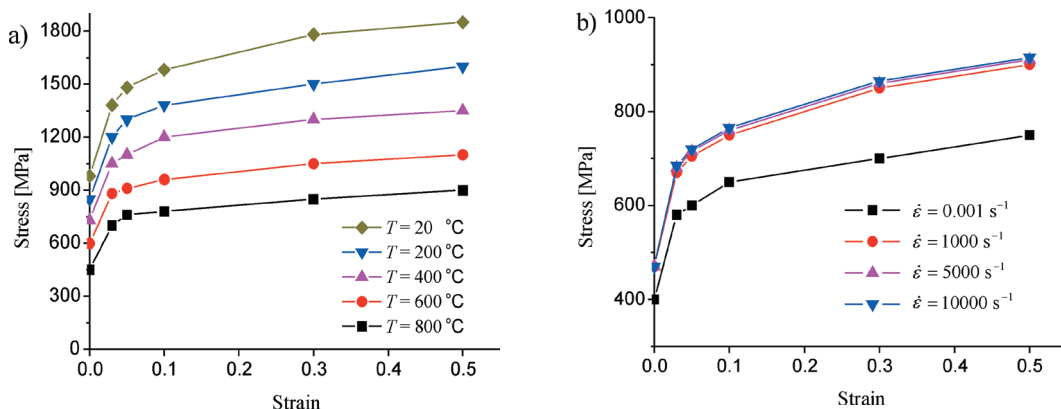 a)
Stress [MPa]
1800
1500
1200
900
600
300
0
0.0 0.1 0.2 0.3 0.4 0.5
Strain
T = 20 °C
T = 200 °C
T = 400 °C
T = 600 °C
T = 800 °C
b)
Stress [MPa]
1000
800
600
400
0.0 0.1 0.2 0.3 0.4 0.5
Strain
ε̇ = 0.001 s⁻¹
ε̇ = 1000 s⁻¹
ε̇ = 5000 s⁻¹
ε̇ = 10000 s⁻¹